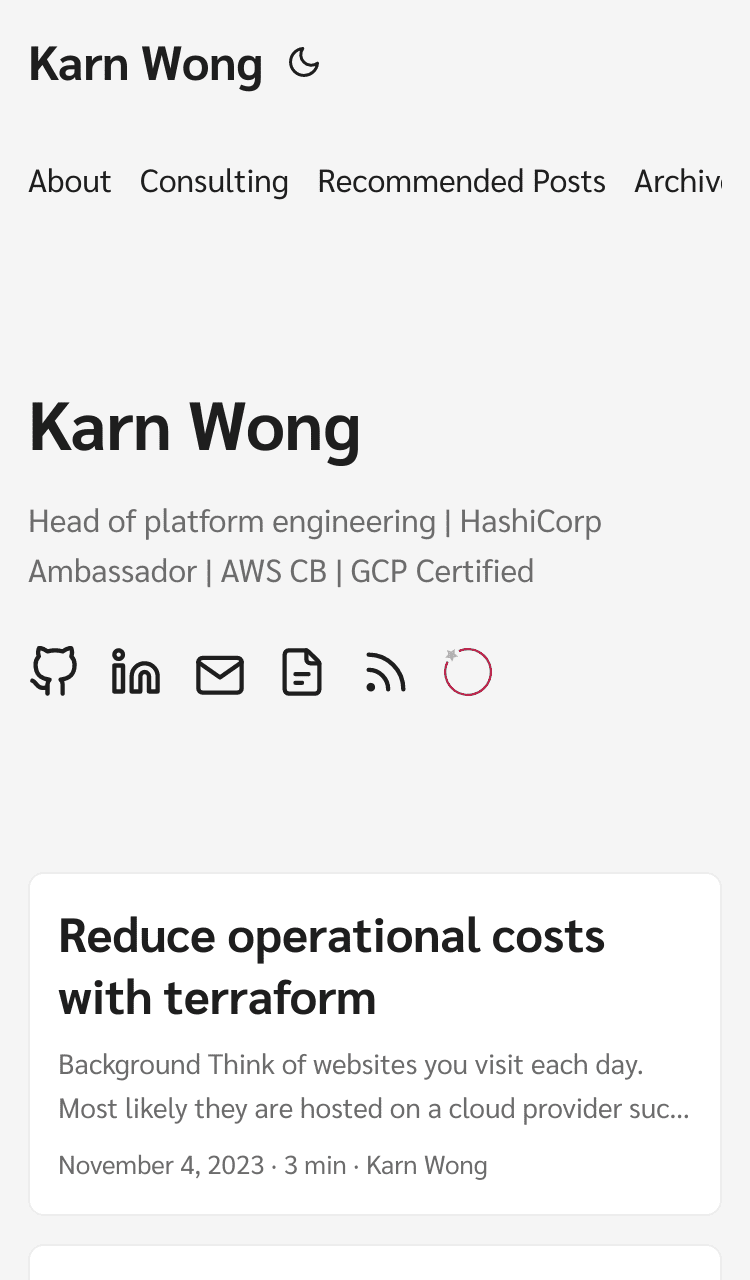 Karn Wong
About Consulting Recommended Posts Archiv
Karn Wong
Head of platform engineering | HashiCorp
Ambassador | AWS CB | GCP Certified
Reduce operational costs
with terraform
Background Think of websites you visit each day.
Most likely they are hosted on a cloud provider suc...
November 4, 2023 · 3 min · Karn Wong